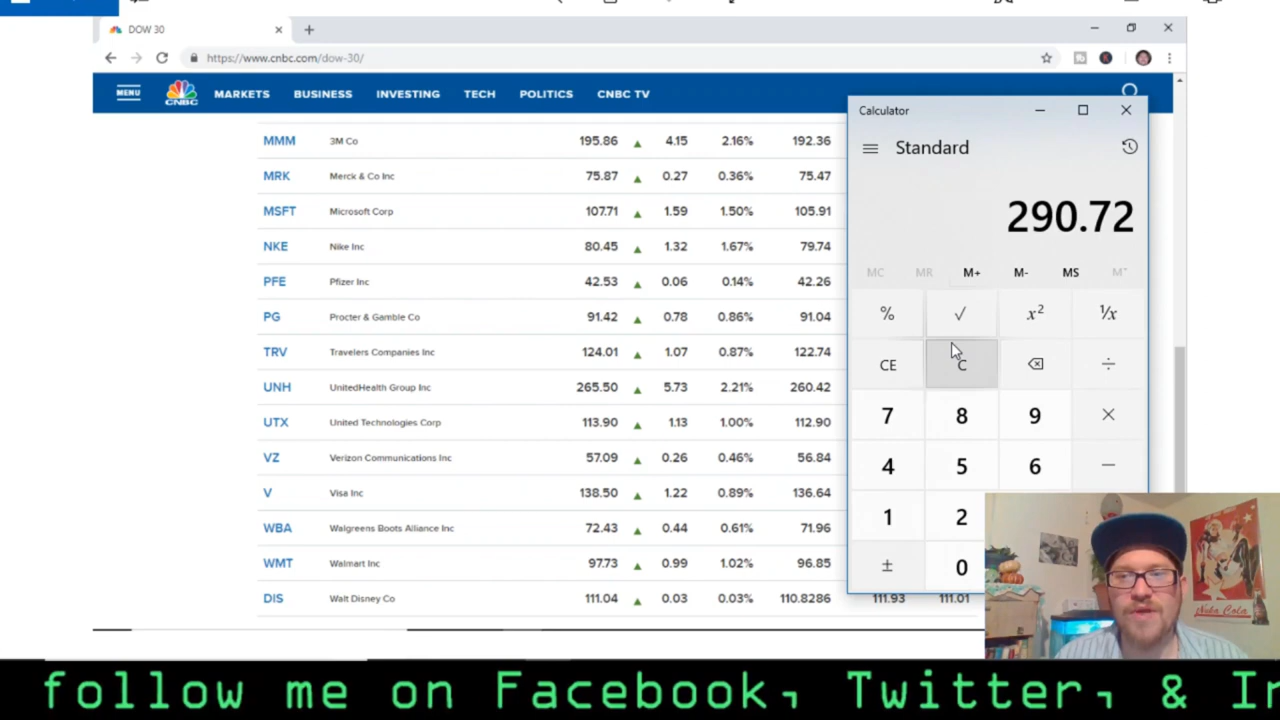 DOW 30
https://www.cnbc.com/dow-30/
MENU CNBC MARKETS BUSINESS INVESTING TECH POLITICS CNBC TV
MMM 3M Co 195.86 ▲ 4.15 2.16% 192.36
MRK Merck & Co Inc 75.87 ▲ 0.27 0.36% 75.47
MSFT Microsoft Corp 107.71 ▲ 1.59 1.50% 105.91
NKE Nike Inc 80.45 ▲ 1.32 1.67% 79.74
PFE Pfizer Inc 42.53 ▲ 0.06 0.14% 42.26
PG Procter & Gamble Co 91.42 ▲ 0.78 0.86% 91.04
TRV Travelers Companies Inc 124.01 ▲ 1.07 0.87% 122.74
UNH UnitedHealth Group Inc 265.50 ▲ 5.73 2.21% 260.42
UTX United Technologies Corp 113.90 ▲ 1.13 1.00% 112.90
VZ Verizon Communications Inc 57.09 ▲ 0.26 0.46% 56.84
V Visa Inc 138.50 ▲ 1.22 0.89% 136.64
WBA Walgreens Boots Alliance Inc 72.43 ▲ 0.44 0.61% 71.96
WMT Walmart Inc 97.73 ▲ 0.99 1.02% 96.85
DIS Walt Disney Co 111.04 ▲ 0.03 0.03% 110.8286 111.93 111.01
Calculator
Standard
290.72
MC MR M+ M- MS M˅
% √ x² ¹/x
CE C ⌫ ÷
7 8 9 ×
4 5 6 −
1 2
± 0
Nuka Cola
follow me on Facebook, Twitter, & In